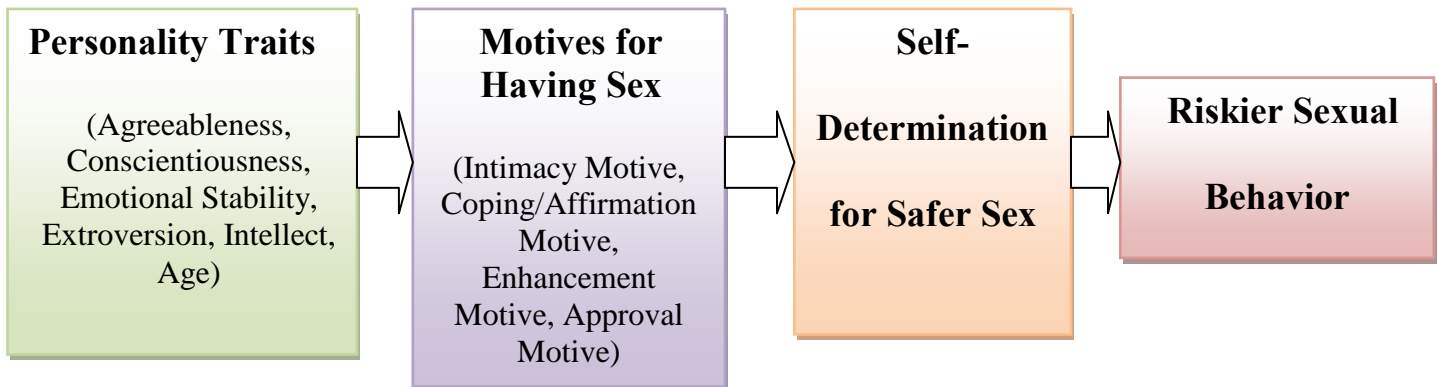 Personality Traits
(Agreeableness,
Conscientiousness,
Emotional Stability,
Extroversion, Intellect,
Age)
Motives for
Having Sex
(Intimacy Motive,
Coping/Affirmation
Motive,
Enhancement
Motive, Approval
Motive)
Self-
Determination
for Safer Sex
Riskier Sexual
Behavior